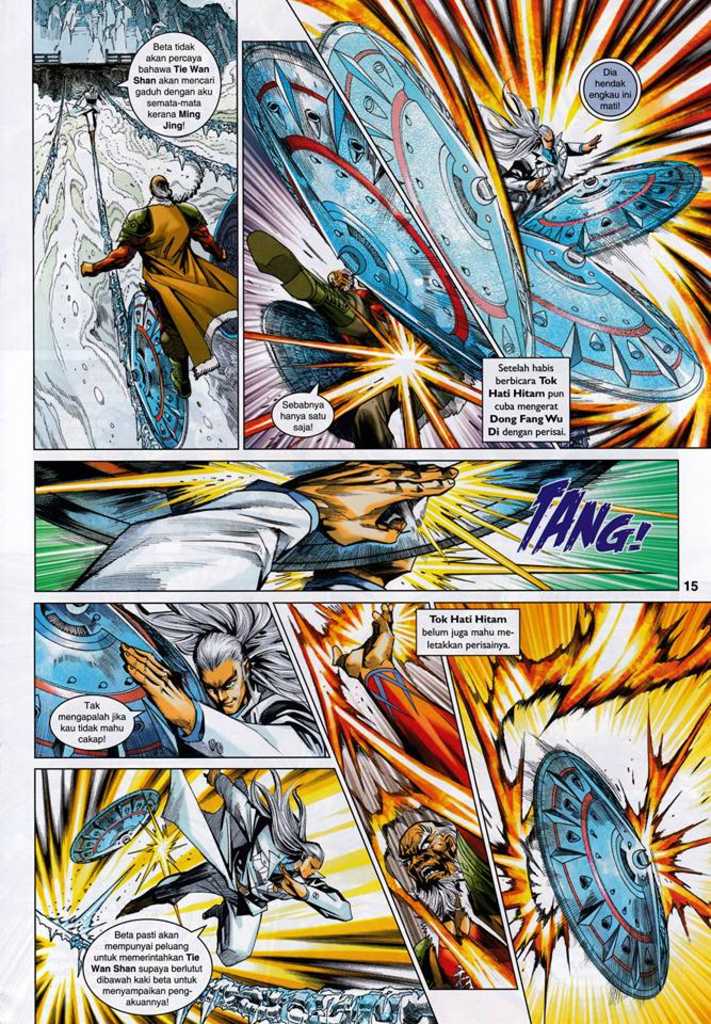 Beta tidak
akan percaya
bahawa Tie Wan
Shan akan mencari
gaduh dengan aku
semata-mata
kerana Ming
Jing!
Dia
hendak
engkau ini
mati!
Sebabnya
hanya satu
saja!
Setelah habis
berbicara Tok
Hati Hitam pun
cuba mengerat
Dong Fang Wu
Di dengan perisai.
TANG!
15
Tak
mengapalah jika
kau tidak mahu
cakap!
Tok Hati Hitam
belum juga mahu me-
letakkan perisainya.
Beta pasti akan
mempunyai peluang
untuk memerintahkan Tie
Wan Shan supaya berlutut
dibawah kaki beta untuk
menyampaikan peng-
akuannya!